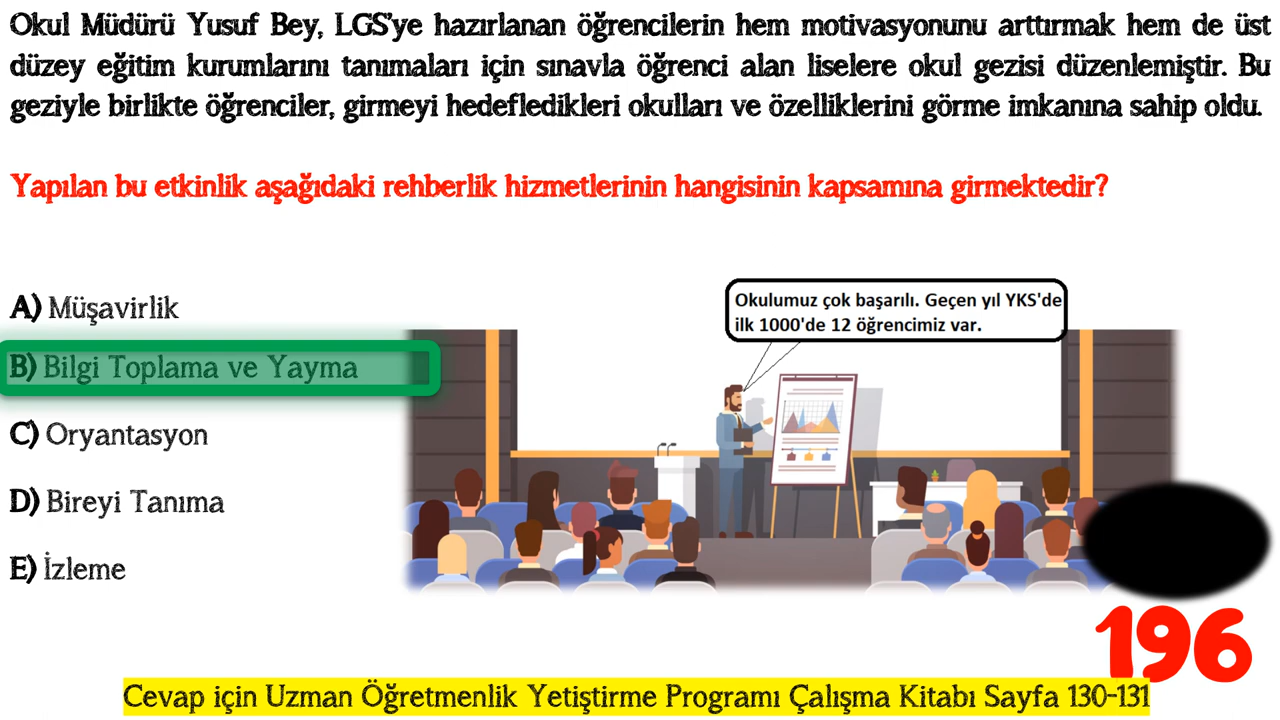 Okul Müdürü Yusuf Bey, LGS'ye hazırlanan öğrencilerin hem motivasyonunu arttırmak hem de üst
düzey eğitim kurumlarını tanımaları için sınavla öğrenci alan liselere okul gezisi düzenlemiştir. Bu
geziyle birlikte öğrenciler, girmeyi hedefledikleri okulları ve özelliklerini görme imkanına sahip oldu.
Yapılan bu etkinlik aşağıdaki rehberlik hizmetlerinin hangisinin kapsamına girmektedir?
A) Müşavirlik
B) Bilgi Toplama ve Yayma
C) Oryantasyon
D) Bireyi Tanıma
E) İzleme
Okulumuz çok başarılı. Geçen yıl YKS'de
ilk 1000'de 12 öğrencimiz var.
196
Cevap için Uzman Öğretmenlik Yetiştirme Programı Çalışma Kitabı Sayfa 130-131